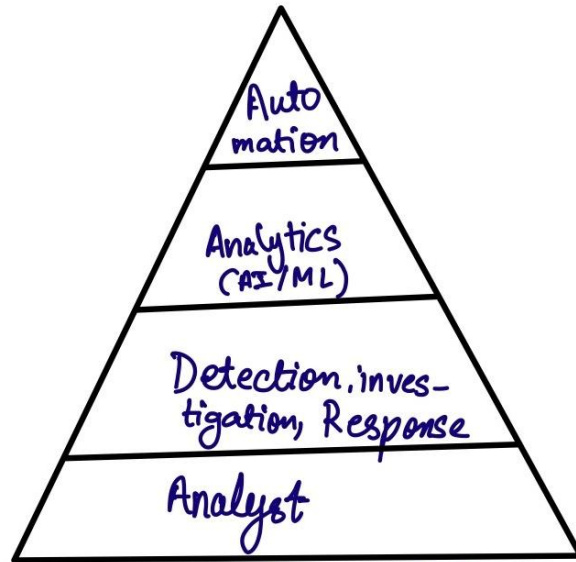 Auto
mation
Analytics
(AI/ML)
Detection, inves-
tigation, Response
Analyst